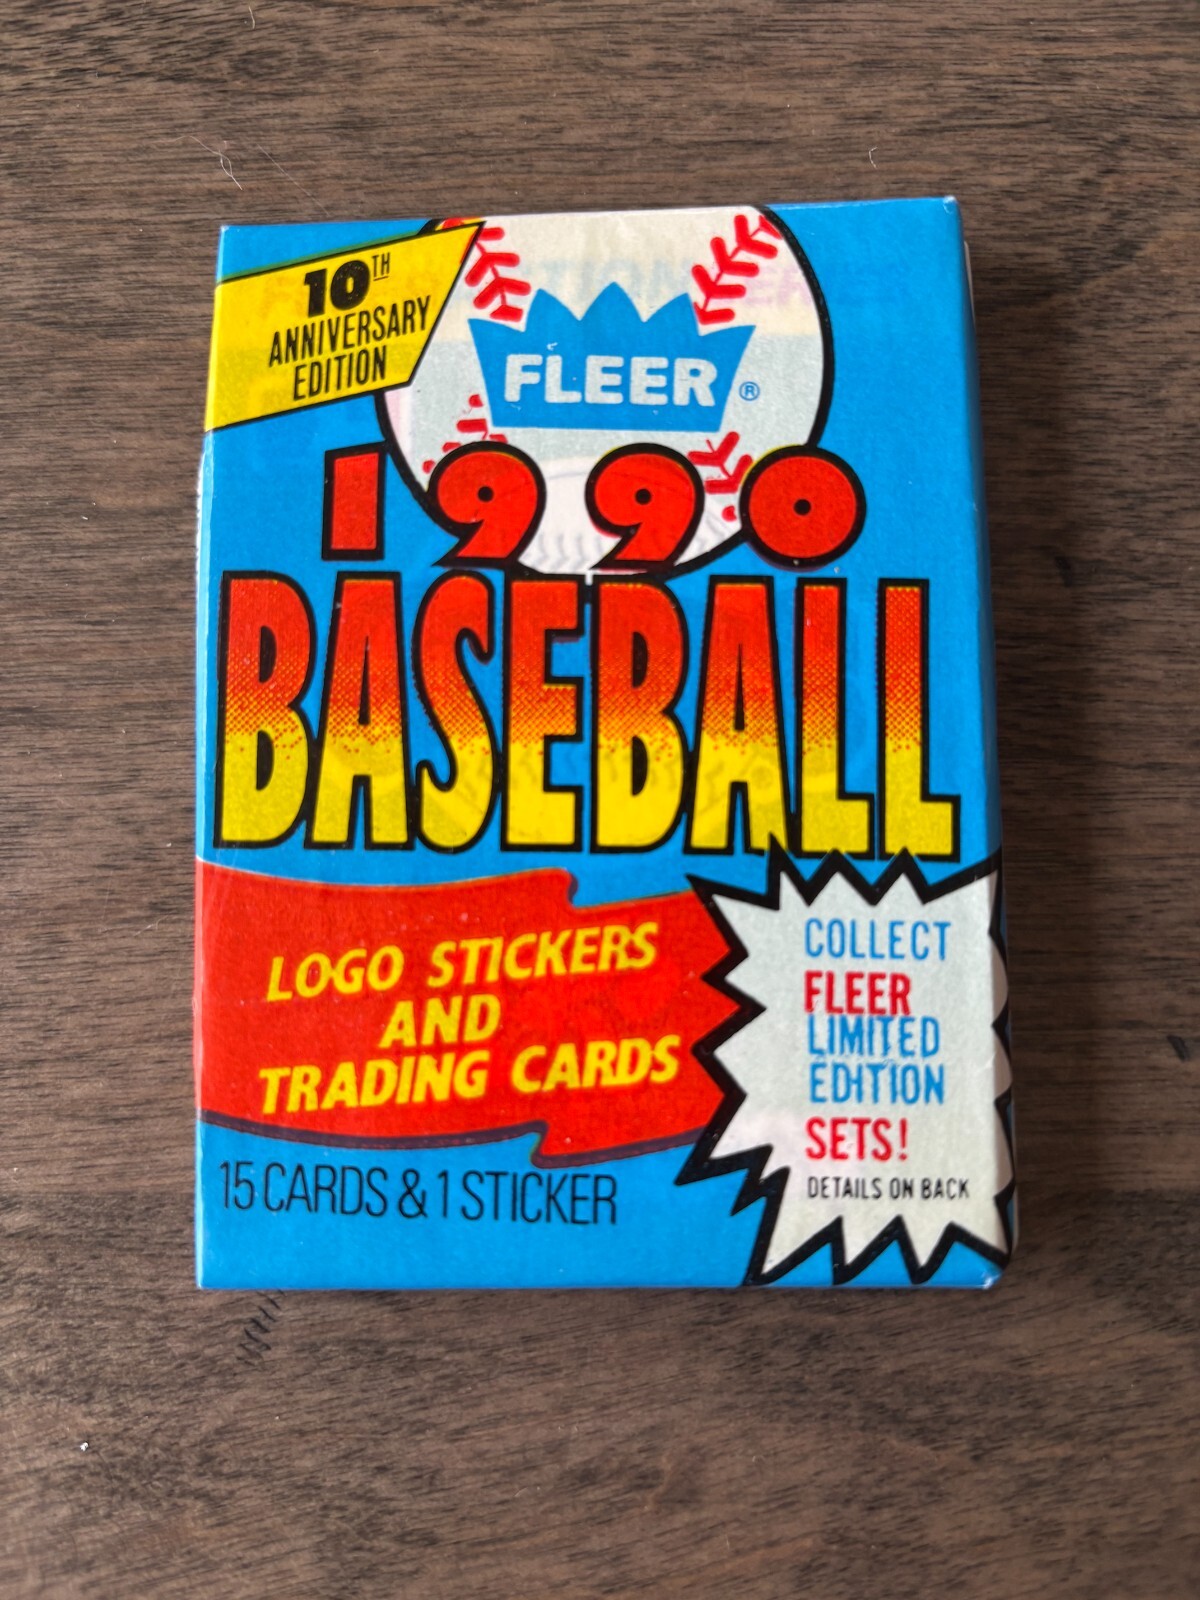 10TH
ANNIVERSARY
EDITION
FLEER ®
1990
BASEBALL
LOGO STICKERS
AND
TRADING CARDS
15 CARDS & 1 STICKER
COLLECT
FLEER
LIMITED
EDITION
SETS!
DETAILS ON BACK